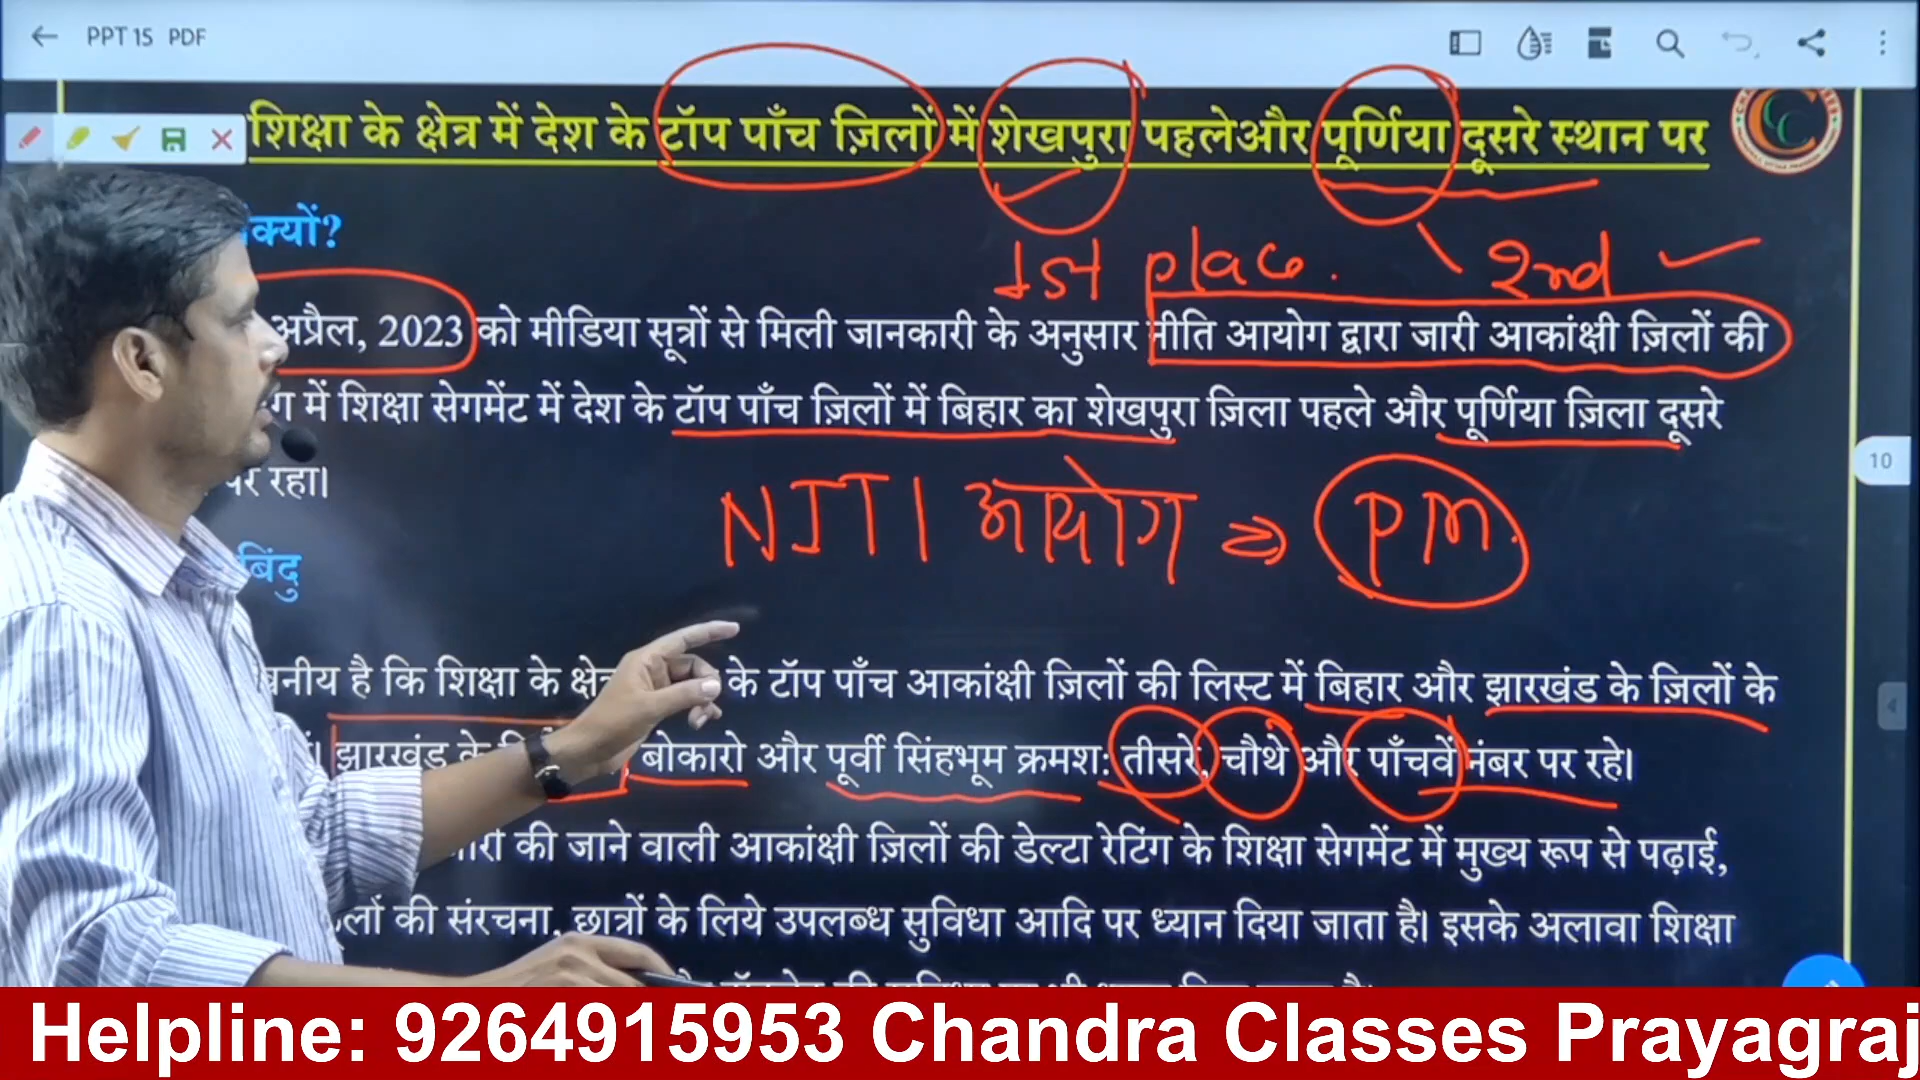 PPT 15 PDF
शिक्षा के क्षेत्र में देश के टॉप पाँच ज़िलों में शेखपुरा पहलेऔर पूर्णिया दूसरे स्थान पर
क्यों?
1st place. 2nd
अप्रैल, 2023 को मीडिया सूत्रों से मिली जानकारी के अनुसार नीति आयोग द्वारा जारी आकांक्षी ज़िलों की
में शिक्षा सेगमेंट में देश के टॉप पाँच ज़िलों में बिहार का शेखपुरा ज़िला पहले और पूर्णिया ज़िला दूसरे
10
पर रहा।
NITI आयोग ⇒ PM
बिंदु
है कि शिक्षा के के टॉप पाँच आकांक्षी ज़िलों की लिस्ट में बिहार और झारखंड के ज़िलों के
झारखंड के बोकारो और पूर्वी सिंहभूम क्रमश: तीसरे, चौथे और पाँचवें नंबर पर रहे।
की जाने वाली आकांक्षी ज़िलों की डेल्टा रेटिंग के शिक्षा सेगमेंट में मुख्य रूप से पढ़ाई,
की संरचना, छात्रों के लिये उपलब्ध सुविधा आदि पर ध्यान दिया जाता है। इसके अलावा शिक्षा
Helpline: 9264915953 Chandra Classes Prayagraj